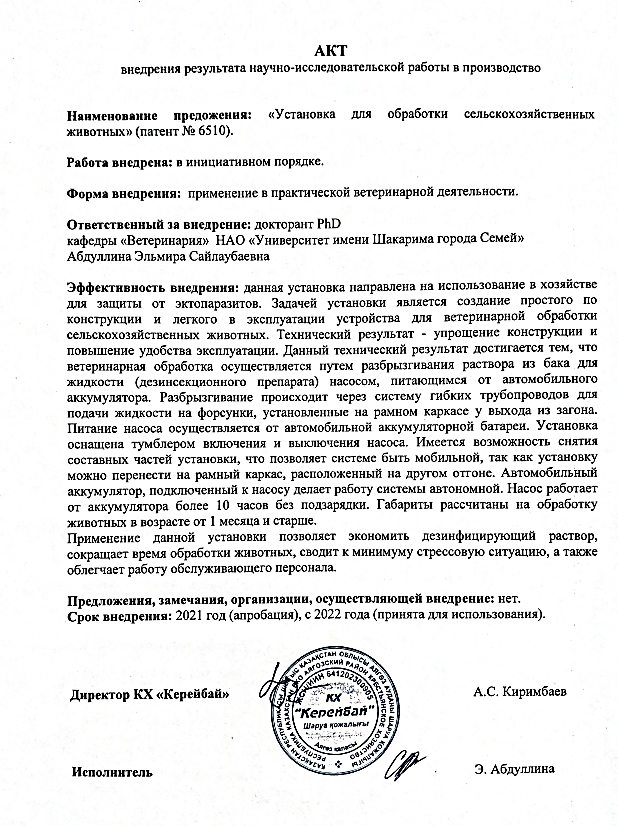 АКТ
внедрения результата научно-исследовательской работы в производство
Наименование предожения: «Установка для обработки сельскохозяйственных
животных» (патент № 6510).
Работа внедрена: в инициативном порядке.
Форма внедрения: применение в практической ветеринарной деятельности.
Ответственный за внедрение: докторант PhD
кафедры «Ветеринария» НАО «Университет имени Шакарима города Семей»
Абдуллина Эльмира Сайлаубаевна
Эффективность внедрения: данная установка направлена на использование в хозяйстве
для защиты от эктопаразитов. Задачей установки является создание простого по
конструкции и легкого в эксплуатации устройства для ветеринарной обработки
сельскохозяйственных животных. Технический результат - упрощение конструкции и
повышение удобства эксплуатации. Данный технический результат достигается тем, что
ветеринарная обработка осуществляется путем разбрызгивания раствора из бака для
жидкости (дезинсекционного препарата) насосом, питающимся от автомобильного
аккумулятора. Разбрызгивание происходит через систему гибких трубопроводов для
подачи жидкости на форсунки, установленные на рамном каркасе у выхода из загона.
Питание насоса осуществляется от автомобильной аккумуляторной батареи. Установка
оснащена тумблером включения и выключения насоса. Имеется возможность снятия
составных частей установки, что позволяет системе быть мобильной, так как установку
можно перенести на рамный каркас, расположенный на другом отгоне. Автомобильный
аккумулятор, подключенный к насосу делает работу системы автономной. Насос работает
от аккумулятора более 10 часов без подзарядки. Габариты рассчитаны на обработку
животных в возрасте от 1 месяца и старше.
Применение данной установки позволяет экономить дезинфицирующий раствор,
сокращает время обработки животных, сводит к минимуму стрессовую ситуацию, а также
облегчает работу обслуживающего персонала.
Предложения, замечания, организации, осуществляющей внедрение: нет.
Срок внедрения: 2021 год (апробация), с 2022 года (принята для использования).
Директор КХ «Керейбай»
А.С. Киримбаев
КХ
"Керейбай"
Шаруа қожалығы
Исполнитель
Э. Абдуллина